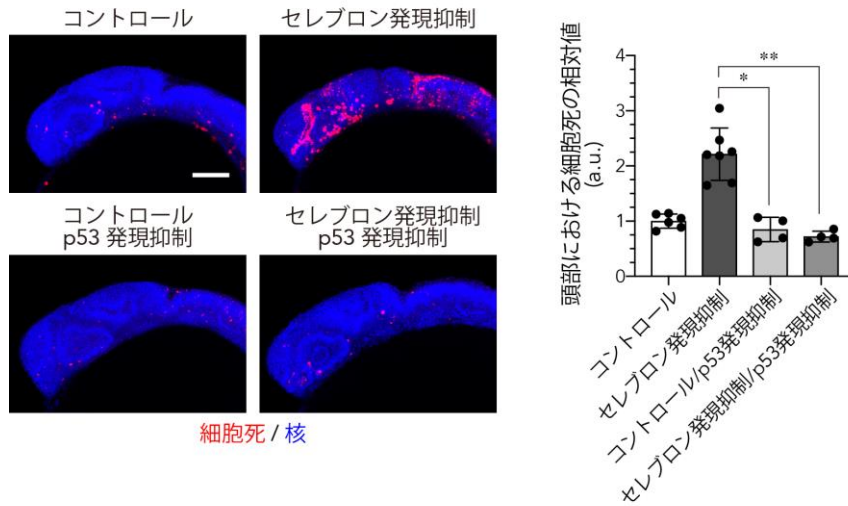 コントロール
セレブロン発現抑制
コントロール
p53 発現抑制
セレブロン発現抑制
p53 発現抑制
細胞死 / 核
頭部における細胞死の相対値
(a.u.)
4
3
2
1
0
*
**
コントロール
セレブロン発現抑制
コントロール/p53発現抑制
セレブロン発現抑制/p53発現抑制